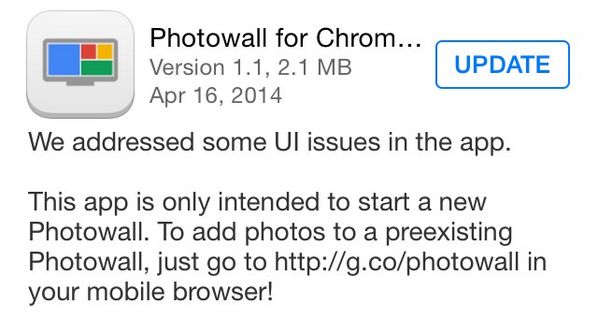 Photowall for Chrom...
Version 1.1, 2.1 MB
UPDATE
Apr 16, 2014
We addressed some UI issues in the app.
This app is only intended to start a new
Photowall. To add photos to a preexisting
Photowall, just go to http://g.co/photowall in
your mobile browser!